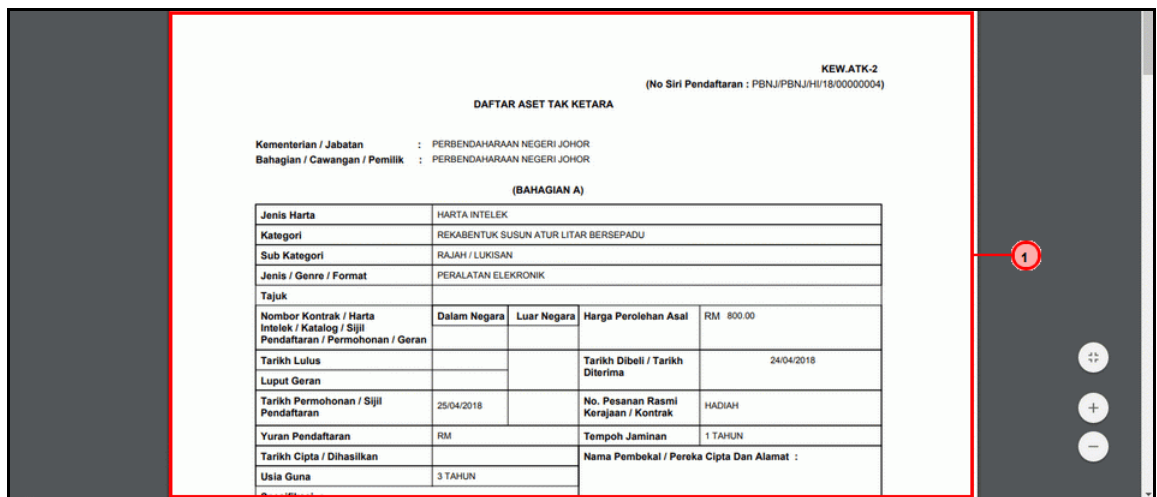 KEW.ATK-2
(No Siri Pendaftaran : PBNJ/PBNJ/HI/18/00000004)
DAFTAR ASET TAK KETARA
Kementerian / Jabatan : PERBENDAHARAAN NEGERI JOHOR
Bahagian / Cawangan / Pemilik : PERBENDAHARAAN NEGERI JOHOR
(BAHAGIAN A)
Jenis Harta HARTA INTELEK
Kategori REKABENTUK SUSUN ATUR LITAR BERSEPADU
Sub Kategori RAJAH / LUKISAN
Jenis / Genre / Format PERALATAN ELEKRONIK
Tajuk
Nombor Kontrak / Harta Dalam Negara Luar Negara Harga Perolehan Asal RM 800.00
Intelek / Katalog / Sijil
Pendaftaran / Permohonan / Geran
Tarikh Lulus Tarikh Dibeli / Tarikh 24/04/2018
Diterima
Luput Geran
Tarikh Permohonan / Sijil 25/04/2018 No. Pesanan Rasmi HADIAH
Pendaftaran Kerajaan / Kontrak
Yuran Pendaftaran RM Tempoh Jaminan 1 TAHUN
Tarikh Cipta / Dihasilkan Nama Pembekal / Pereka Cipta Dan Alamat :
Usia Guna 3 TAHUN
1